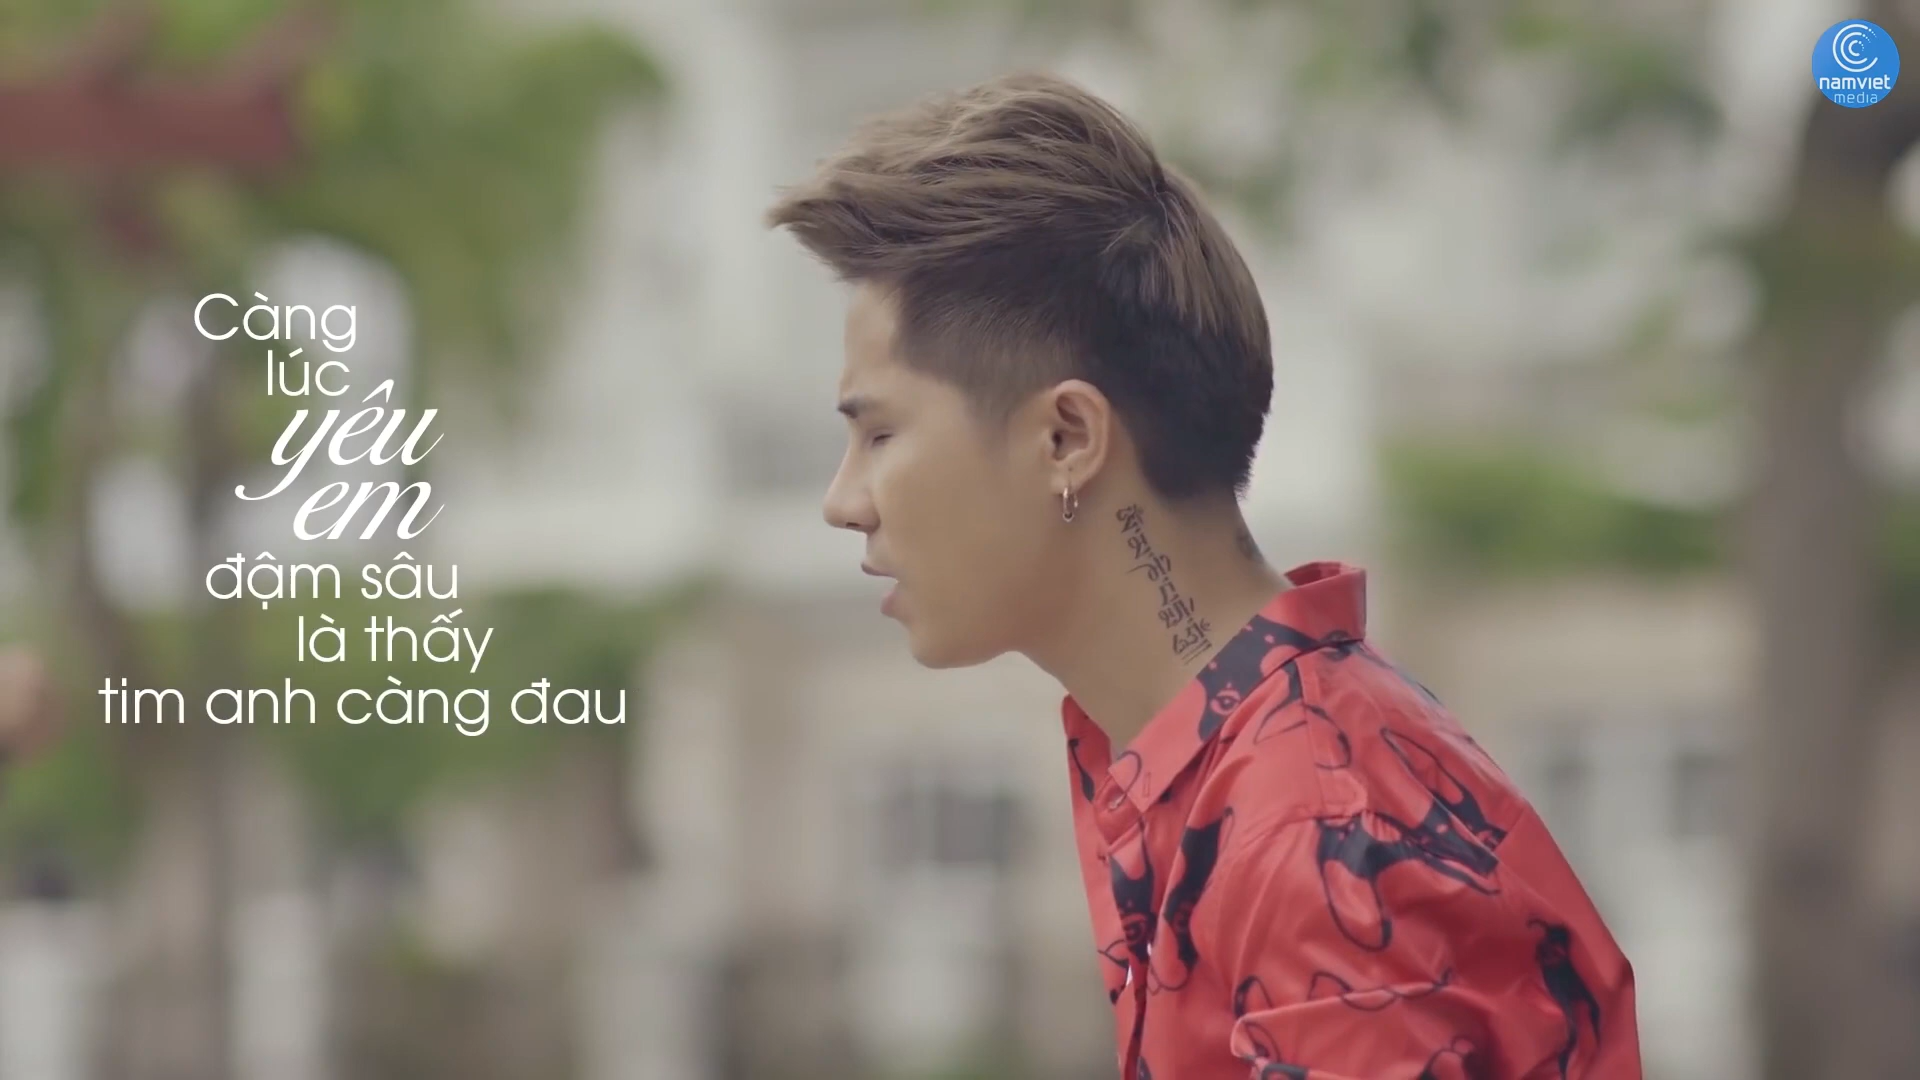 Càng
lúc
yêu
em
đậm sâu
là thấy
tim anh càng đau
namviet
media